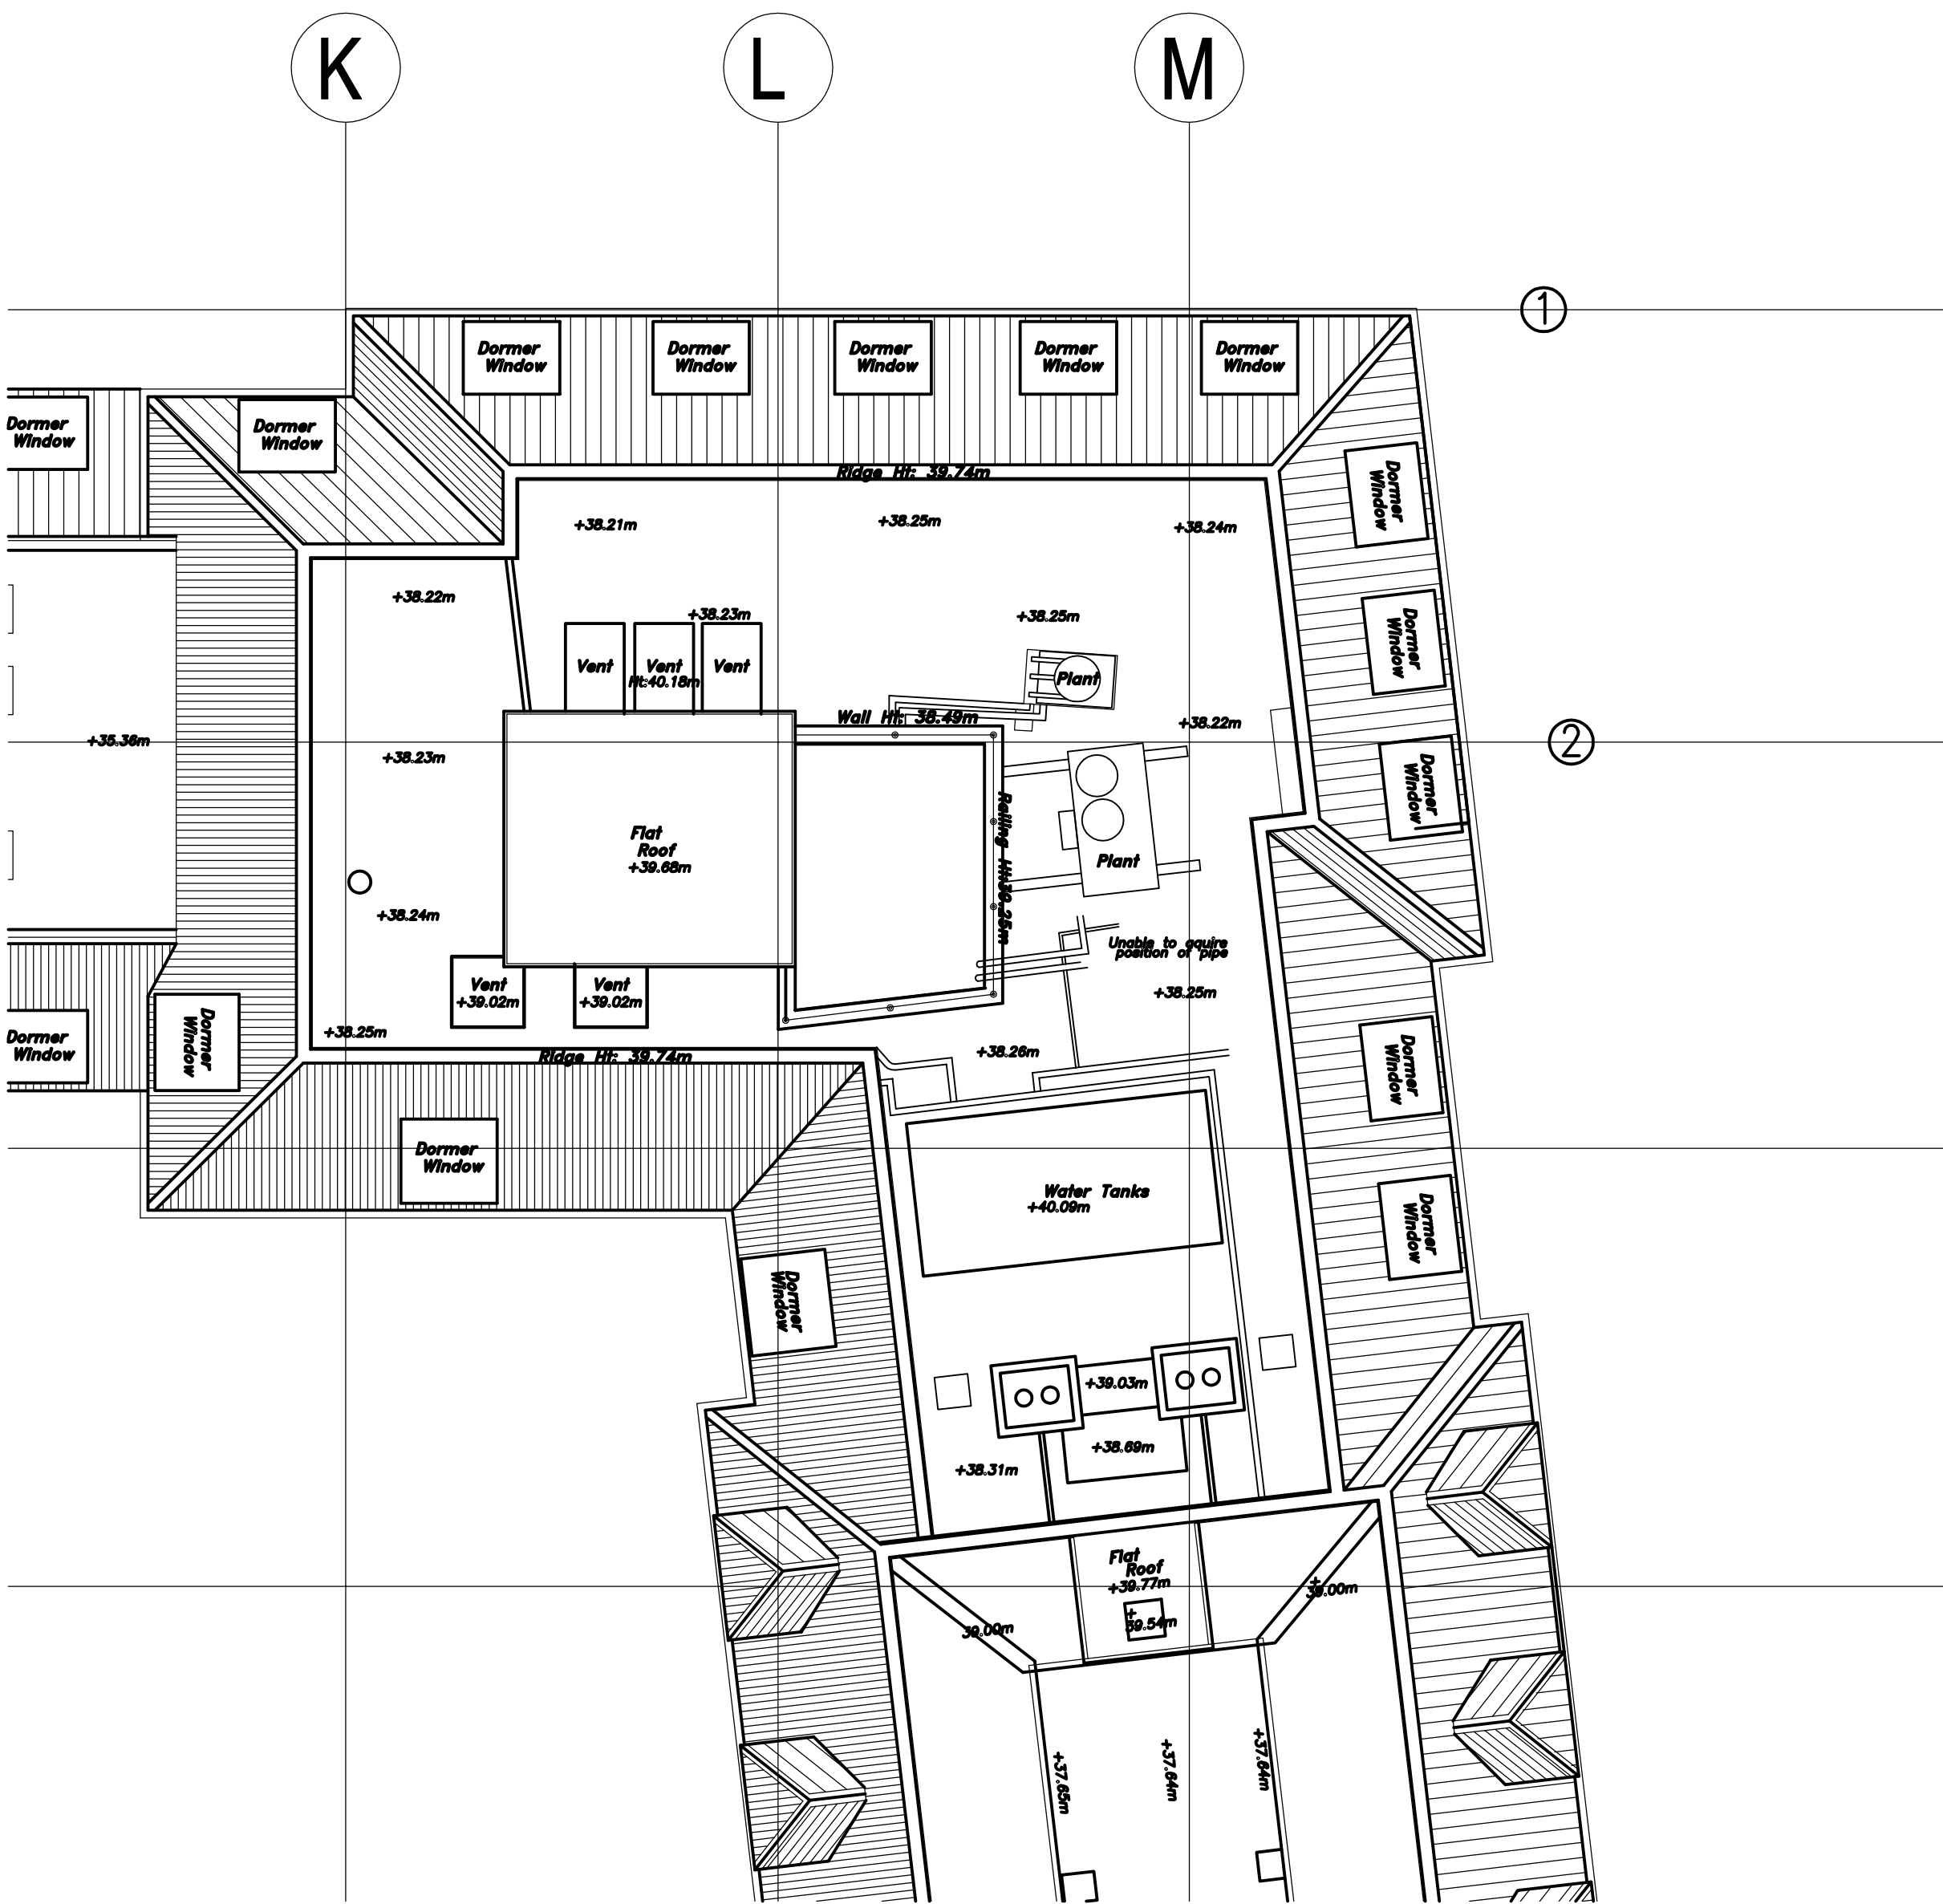 K
L
M
1
Dormer
Window
Dormer
Window
Dormer
Window
Dormer
Window
Dormer
Window
Dormer
Window
Dormer
Window
Ridge Ht: 39.74m
Dormer
Window
+38.21m
+38.25m
+38.24m
+38.22m
+38.23m
+38.25m
Dormer
Window
Vent
Vent
Ht:40.18m
Vent
Plant
Wall Ht: 38.49m
+38.22m
2
+35.36m
+38.23m
Dormer
Window
Flat
Roof
+39.68m
Railing Ht:39.25m
Plant
+38.24m
Unable to aquire
position of pipe
Vent
+39.02m
Vent
+39.02m
+38.25m
+38.25m
Dormer
Window
Dormer
Window
+38.26m
Ridge Ht: 39.74m
Dormer
Window
Dormer
Window
Water Tanks
+40.09m
Dormer
Window
Dormer
Window
+39.03m
+38.69m
+38.31m
Flat
Roof
+39.77m
+
39.00m
+
39.54m
39.00m
+37.65m
+37.64m
+37.64m